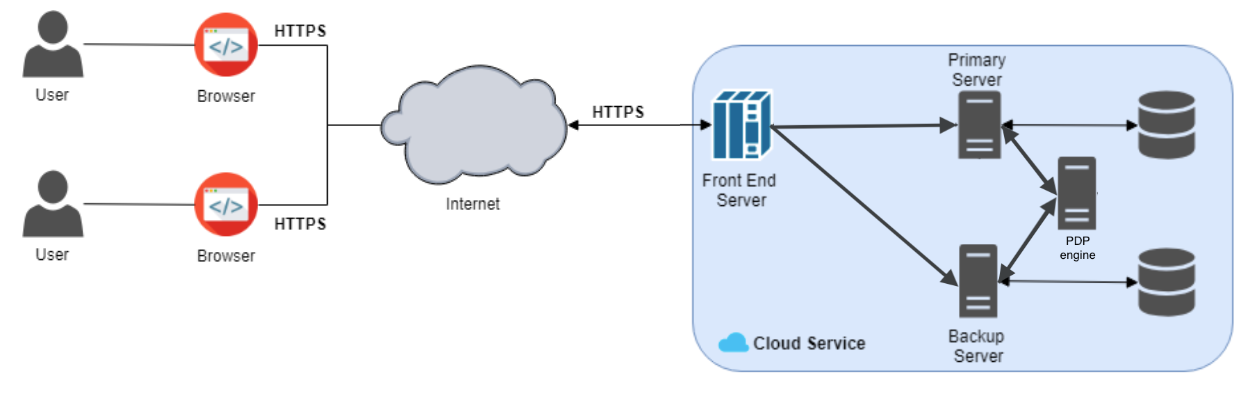 HTTPS
User
Browser
HTTPS
User
Browser
Internet
HTTPS
Front End
Server
Primary
Server
PDP
engine
Backup
Server
Cloud Service
</>
</>